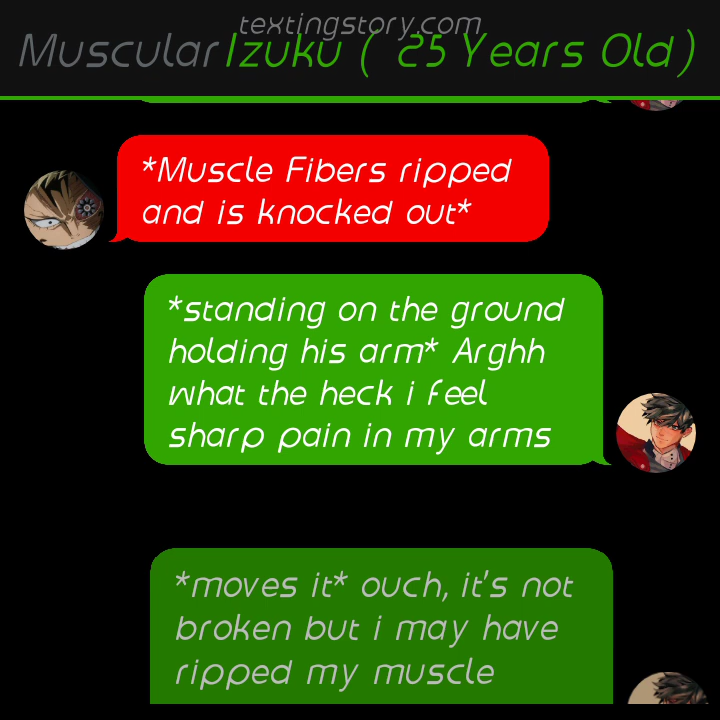 textingstory.com
Muscular Izuku ( 25 Years Old)
*Muscle Fibers ripped
and is knocked out*
*standing on the ground
holding his arm* Arghh
what the heck i feel
sharp pain in my arms
*moves it* ouch, it's not
broken but i may have
ripped my muscle